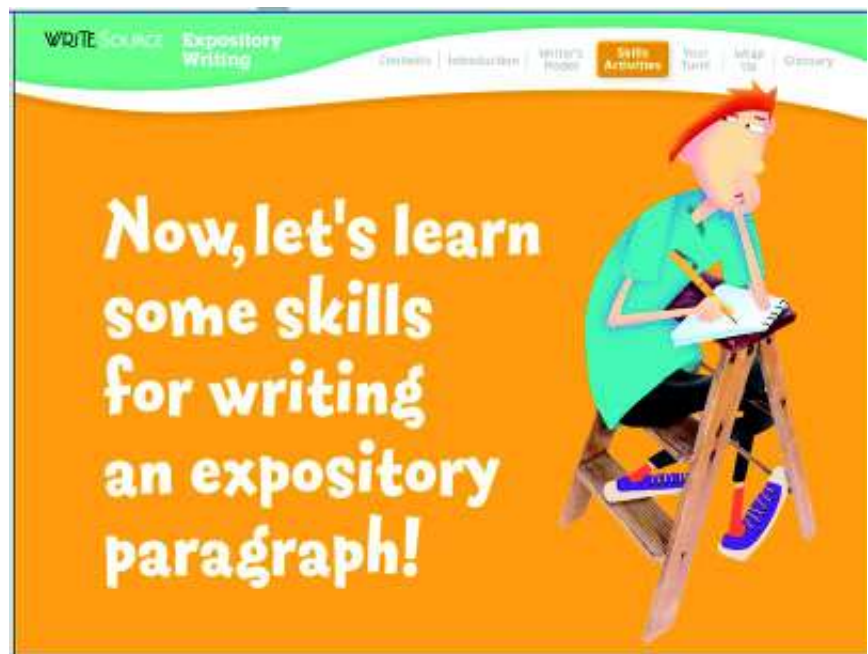 WRITE SOURCE
Expository
Writing
Contents
Introduction
Writer's
Model
Skills
Activities
Your
Turn
Wrap
Up
Glossary
Now, let's learn
some skills
for writing
an expository
paragraph!